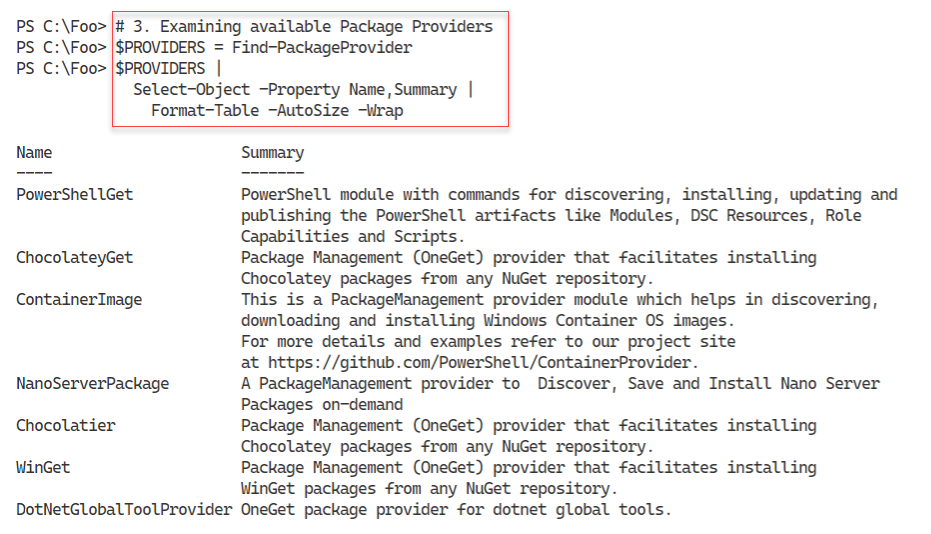 PS C:\Foo> # 3. Examining available Package Providers
PS C:\Foo> $PROVIDERS = Find-PackageProvider
PS C:\Foo> $PROVIDERS |
Select-Object -Property Name,Summary |
Format-Table -AutoSize -Wrap
Name Summary
---- -------
PowerShellGet PowerShell module with commands for discovering, installing, updating and
publishing the PowerShell artifacts like Modules, DSC Resources, Role
Capabilities and Scripts.
ChocolateyGet Package Management (OneGet) provider that facilitates installing
Chocolatey packages from any NuGet repository.
ContainerImage This is a PackageManagement provider module which helps in discovering,
downloading and installing Windows Container OS images.
For more details and examples refer to our project site
at https://github.com/PowerShell/ContainerProvider.
NanoServerPackage A PackageManagement provider to  Discover, Save and Install Nano Server
Packages on-demand
Chocolatier Package Management (OneGet) provider that facilitates installing
Chocolatey packages from any NuGet repository.
WinGet Package Management (OneGet) provider that facilitates installing
WinGet packages from any NuGet repository.
DotNetGlobalToolProvider OneGet package provider for dotnet global tools.